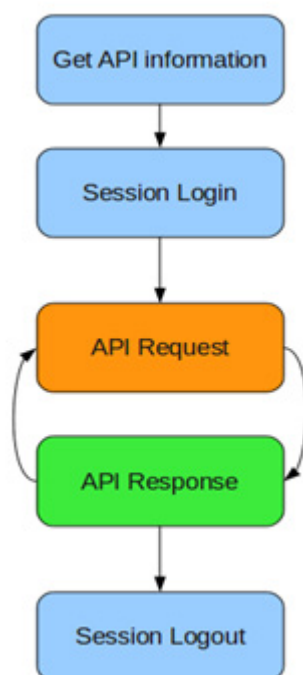 Get API information
Session Login
API Request
API Response
Session Logout